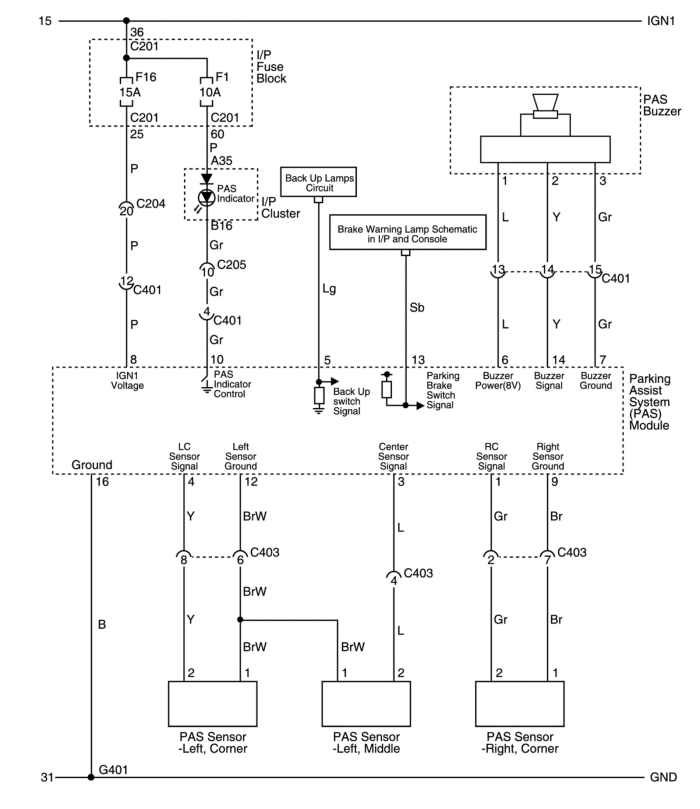 15
IGN1
36
C201
I/P
Fuse
Block
F16
F1
15A
10A
C201
C201
25
60
P
A35
P
PAS
Indicator
I/P
Cluster
C204
20
B16
Gr
P
C205
10
12
C401
Gr
4
C401
P
Gr
Back Up Lamps
Circuit
Brake Warning Lamp Schematic
in I/P and Console
Lg
Sb
PAS
Buzzer
1
2
3
L
Y
Gr
13
14
15
C401
L
Y
Gr
8
10
5
13
6
14
7
IGN1
Voltage
PAS
Indicator
Control
Back Up
switch
Signal
Parking
Brake
Switch
Signal
Buzzer
Power(8V)
Buzzer
Signal
Buzzer
Ground
Parking
Assist
System
(PAS)
Module
Ground
LC
Sensor
Signal
Left
Sensor
Ground
Center
Sensor
Signal
RC
Sensor
Signal
Right
Sensor
Ground
16
4
12
3
1
9
Y
BrW
L
Gr
Br
8
6
C403
2
7
C403
4
C403
BrW
B
Y
L
Gr
Br
BrW
BrW
2
1
1
2
2
1
PAS Sensor
-Left, Corner
PAS Sensor
-Left, Middle
PAS Sensor
-Right, Corner
G401
31
GND